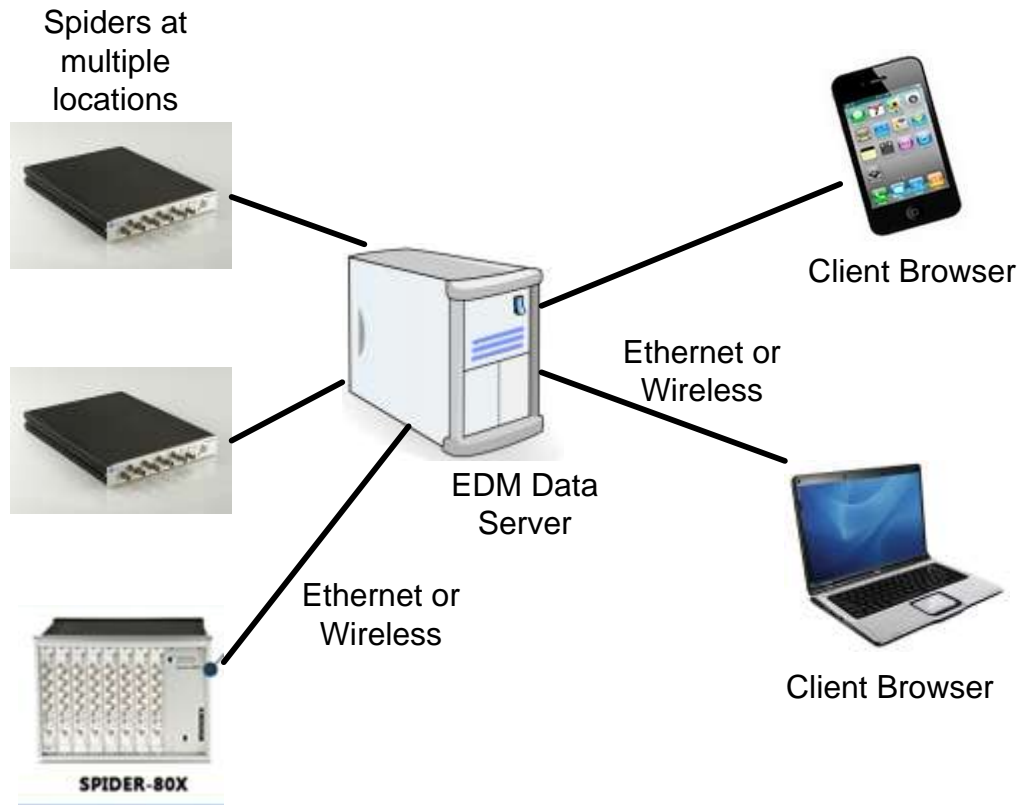 Spiders at
multiple
locations
Client Browser
Ethernet or
Wireless
EDM Data
Server
Ethernet or
Wireless
Client Browser
SPIDER-80X